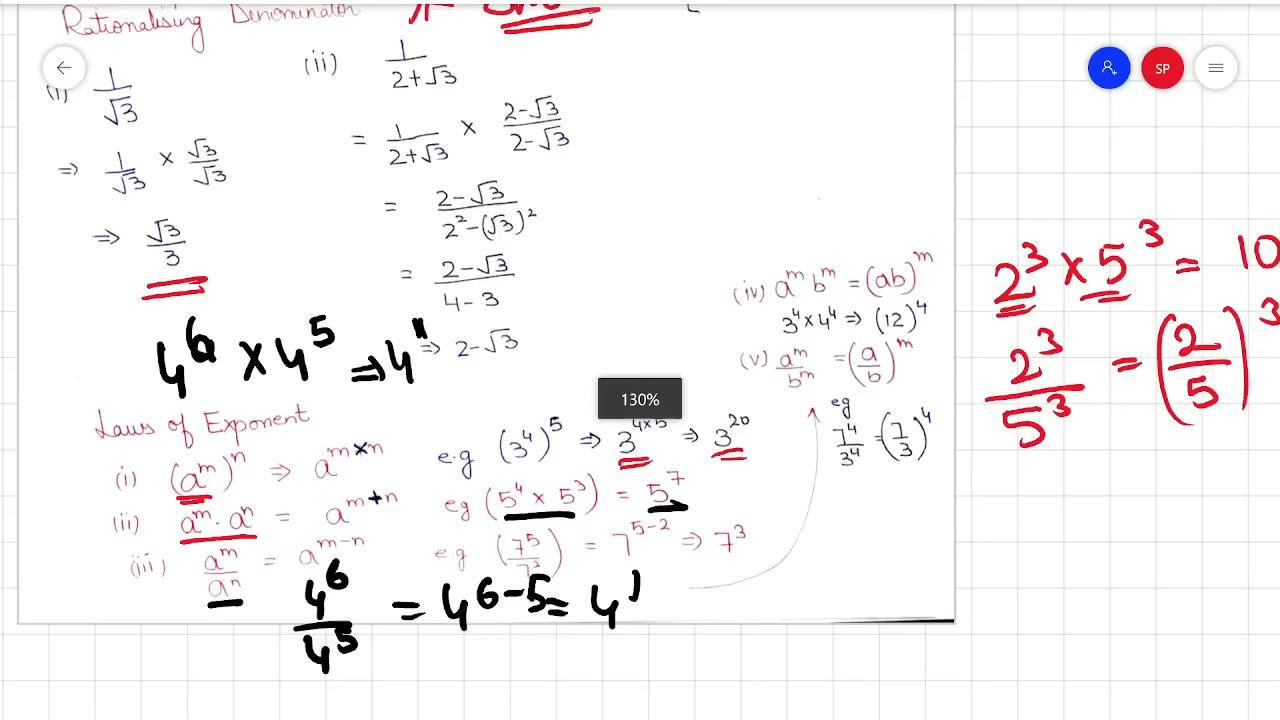 Rationalising Denominator
(i) 1/√3
⇒ 1/√3 × √3/√3
⇒ √3/3
(ii) 1/(2+√3)
= 1/(2+√3) × (2-√3)/(2-√3)
= (2-√3)/(2²-(√3)²)
= (2-√3)/(4-3)
⇒ 2-√3
4⁶ × 4⁵ ⇒ 4¹¹
Laws of Exponent
(i) (aᵐ)ⁿ ⇒ aᵐˣⁿ
e.g (3⁴)⁵ ⇒ 3⁴ˣ⁵ ⇒ 3²⁰
(ii) aᵐ · aⁿ = aᵐ⁺ⁿ
eg (5⁴ × 5³) = 5⁷
(iii) aᵐ/aⁿ = aᵐ⁻ⁿ
eg (7⁵/7²) = 7⁵⁻² ⇒ 7³
4⁶/4⁵ = 4⁶⁻⁵ = 4¹
(iv) aᵐ bᵐ = (ab)ᵐ
3⁴ × 4⁴ ⇒ (12)⁴
(v) aᵐ/bᵐ = (a/b)ᵐ
eg
7⁴/3⁴ = (7/3)⁴
130%
SP
2³ × 5³ = 10
2³/5³ = (2/5)³